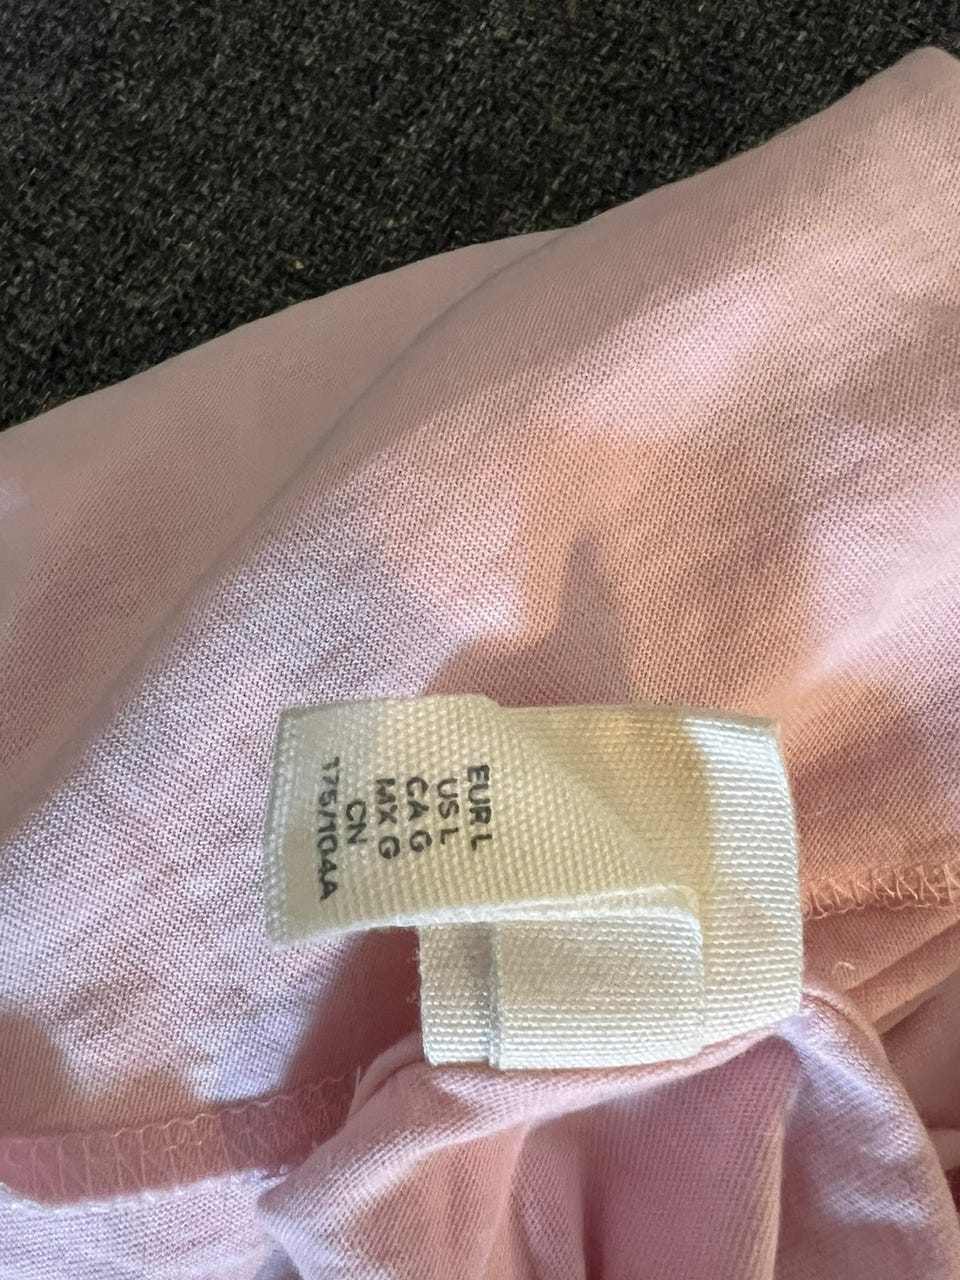 EUR L
US L
CA G
MX G
CN
175/104A